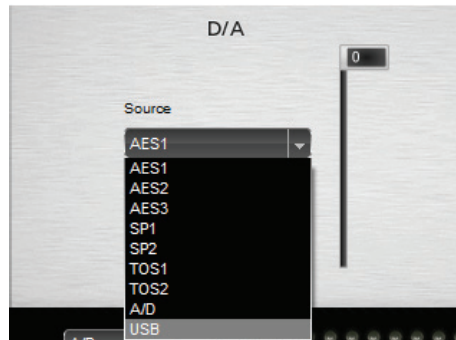 D/A
0
Source
AES1
AES1
AES2
AES3
SP1
SP2
TOS1
TOS2
A/D
USB